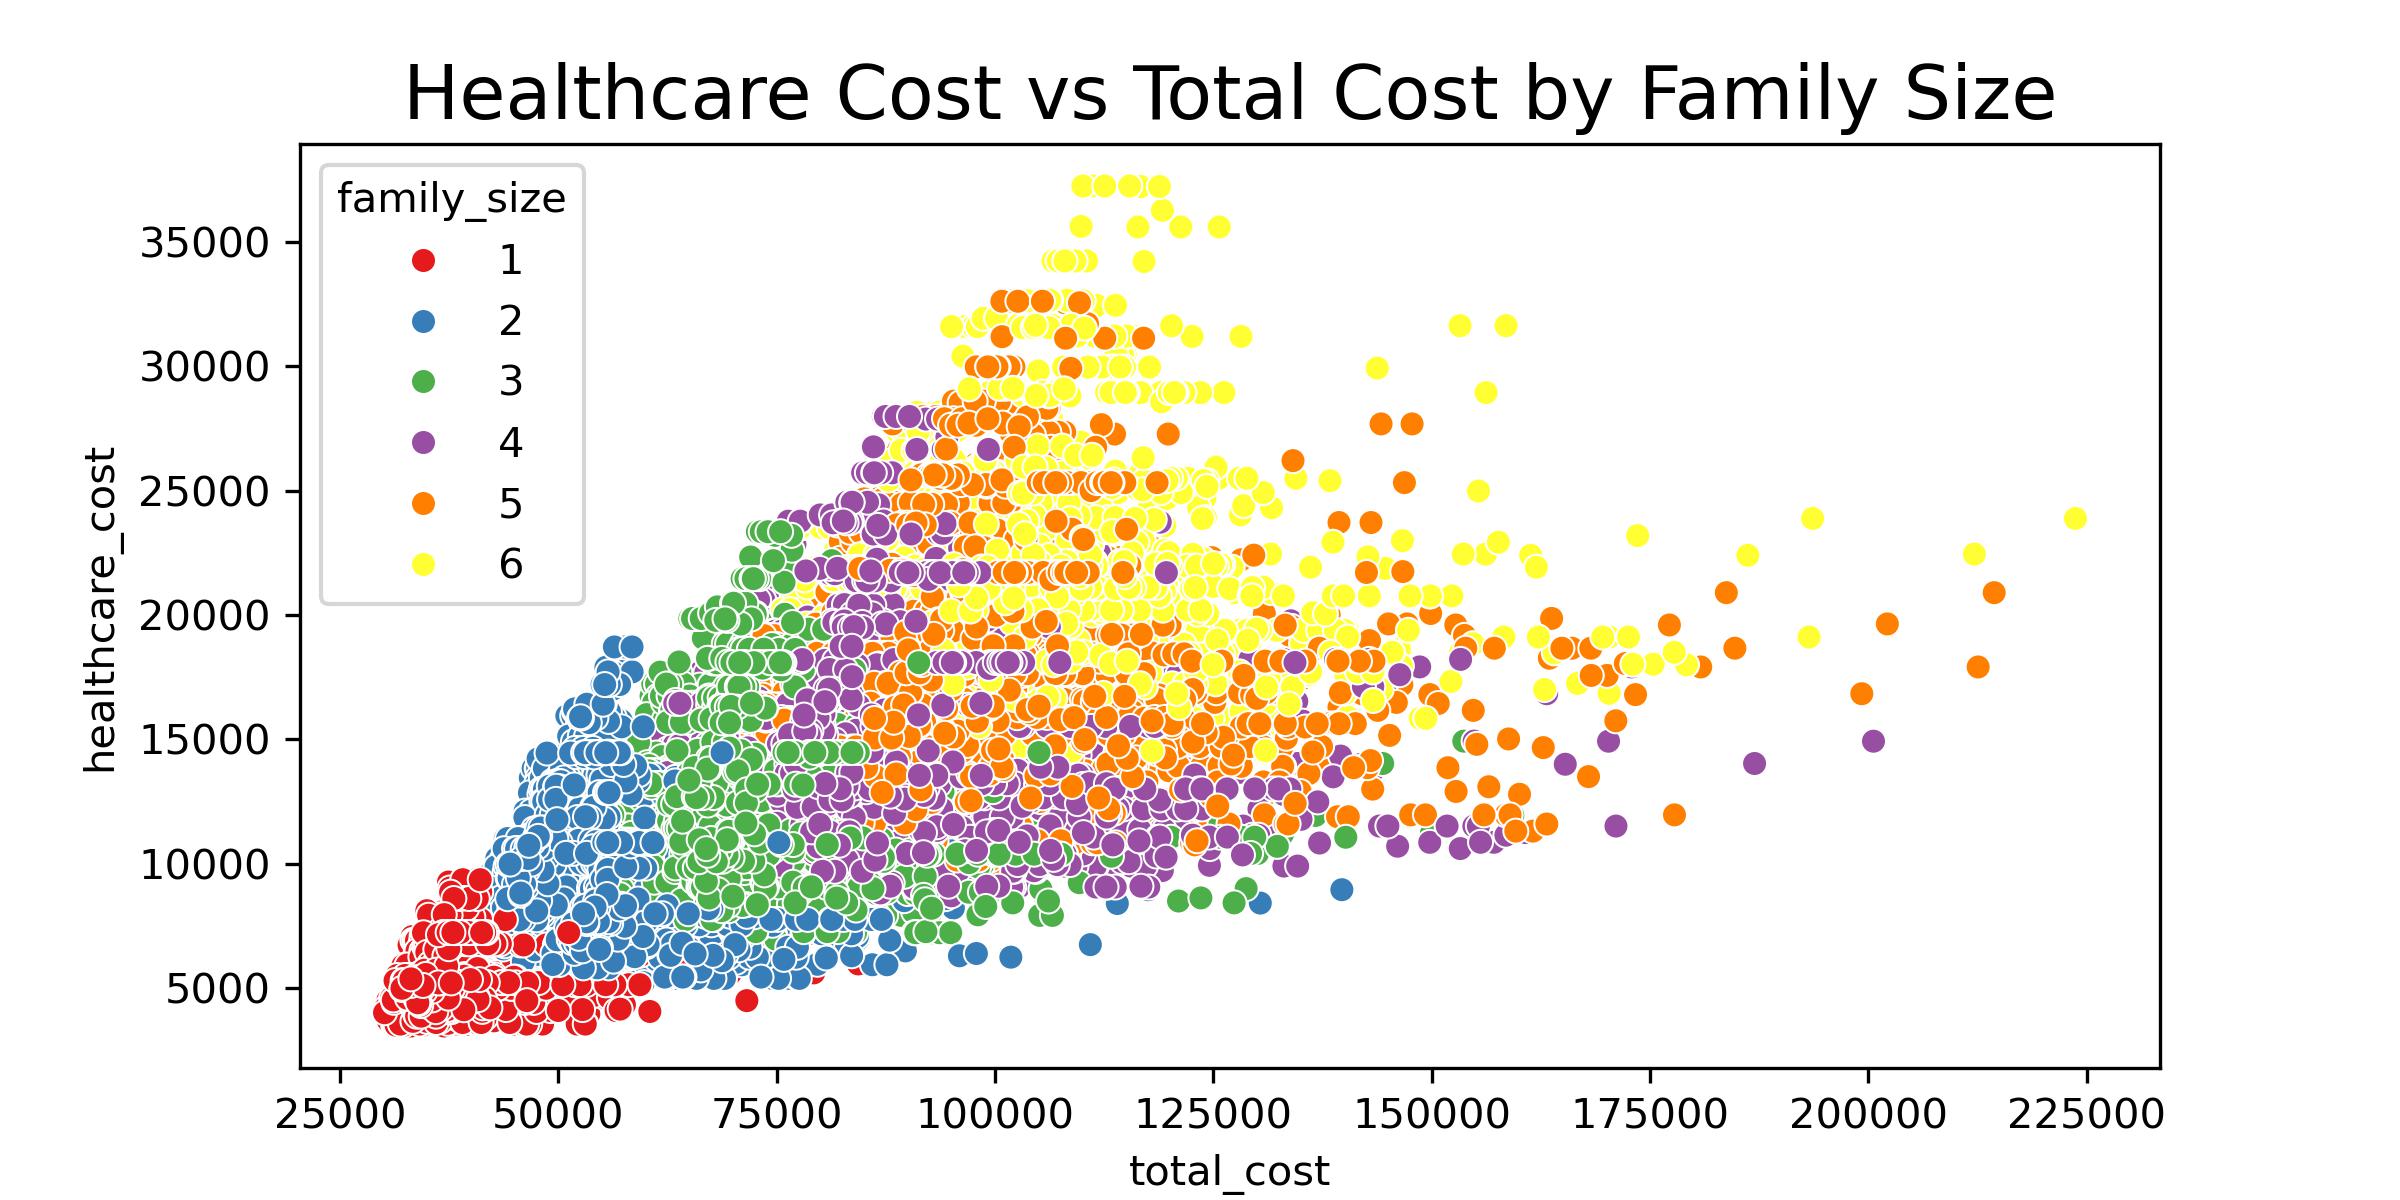 Healthcare Cost vs Total Cost by Family Size
family_size
1
2
3
4
5
6
healthcare_cost
35000
30000
25000
20000
15000
10000
5000
25000 50000 75000 100000 125000 150000 175000 200000 225000
total_cost